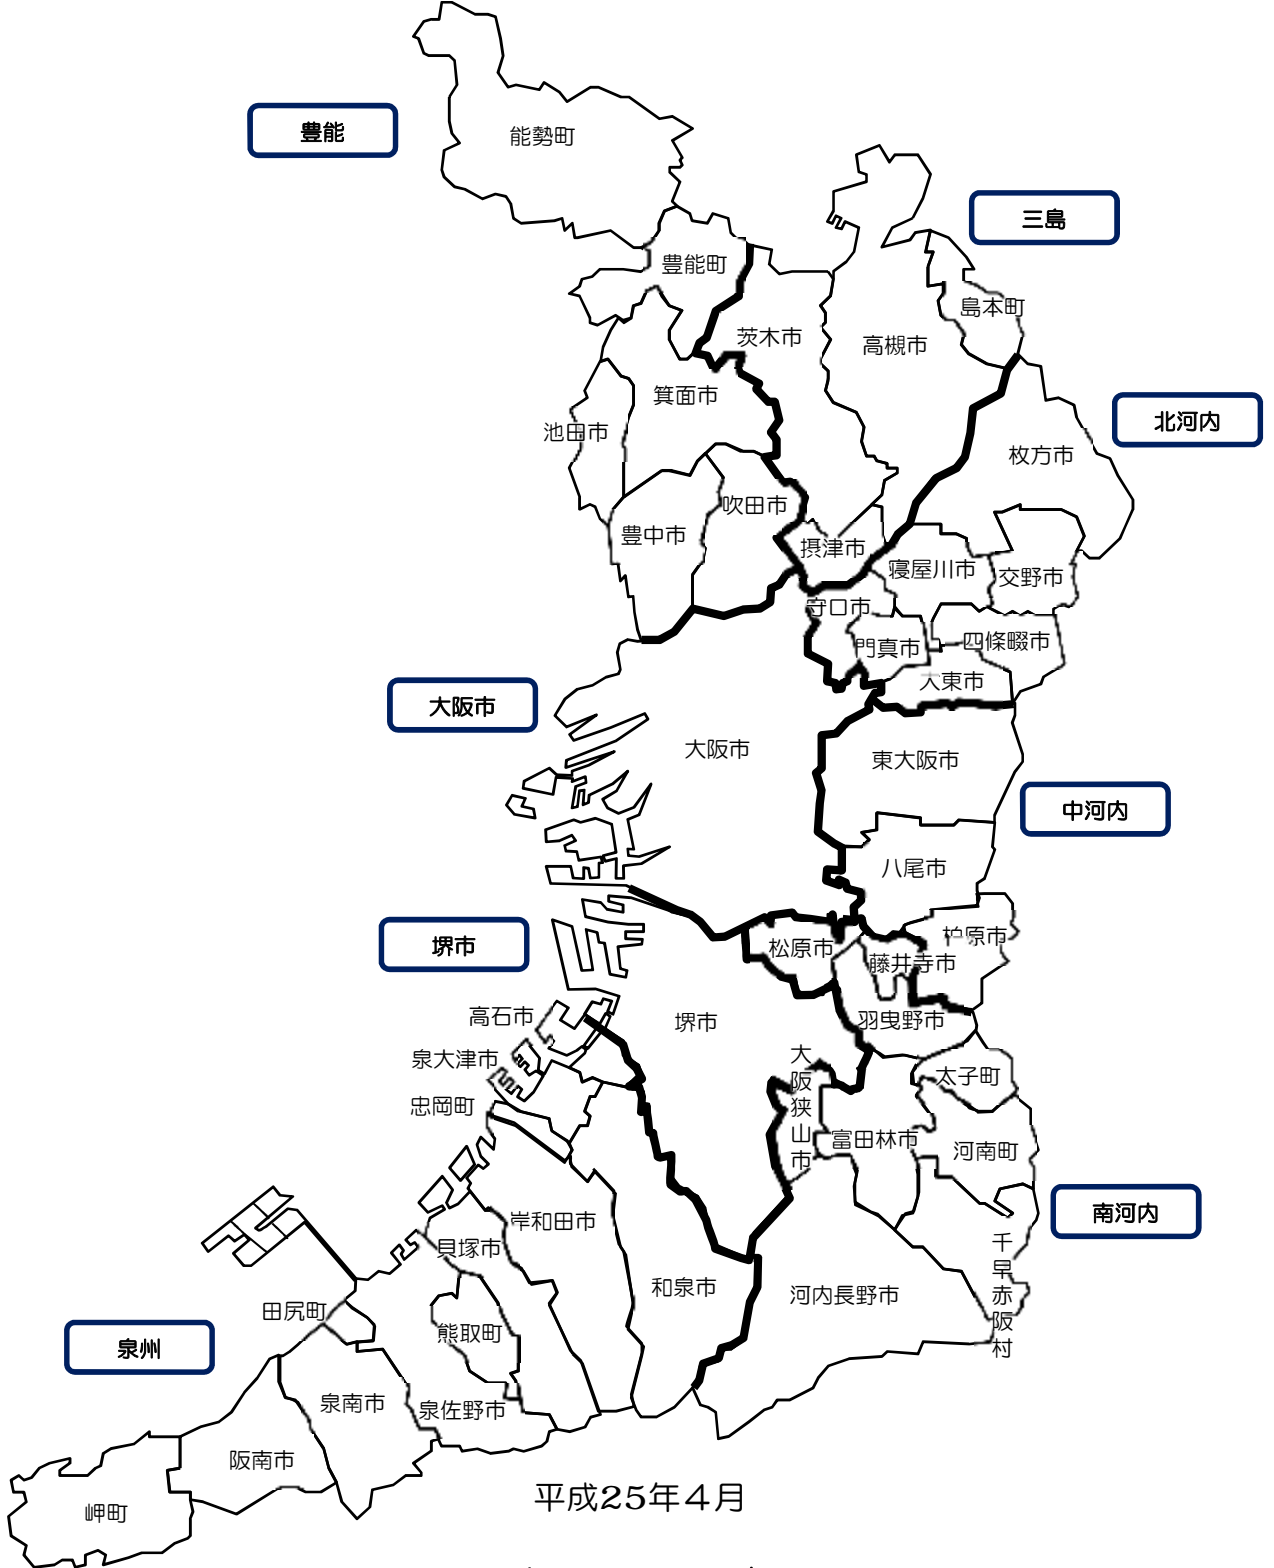 豊能
能勢町
三島
豊能町
島本町
茨木市
高槻市
箕面市
北河内
池田市
枚方市
吹田市
豊中市
摂津市
寝屋川市
交野市
守口市
門真市
四條畷市
大東市
大阪市
大阪市
東大阪市
中河内
八尾市
堺市
松原市
柏原市
藤井寺市
高石市
堺市
羽曳野市
泉大津市
大阪狭山市
太子町
忠岡町
富田林市
河南町
南河内
岸和田市
貝塚市
千早赤阪村
和泉市
河内長野市
田尻町
熊取町
泉州
泉南市
泉佐野市
阪南市
岬町
平成25年４月